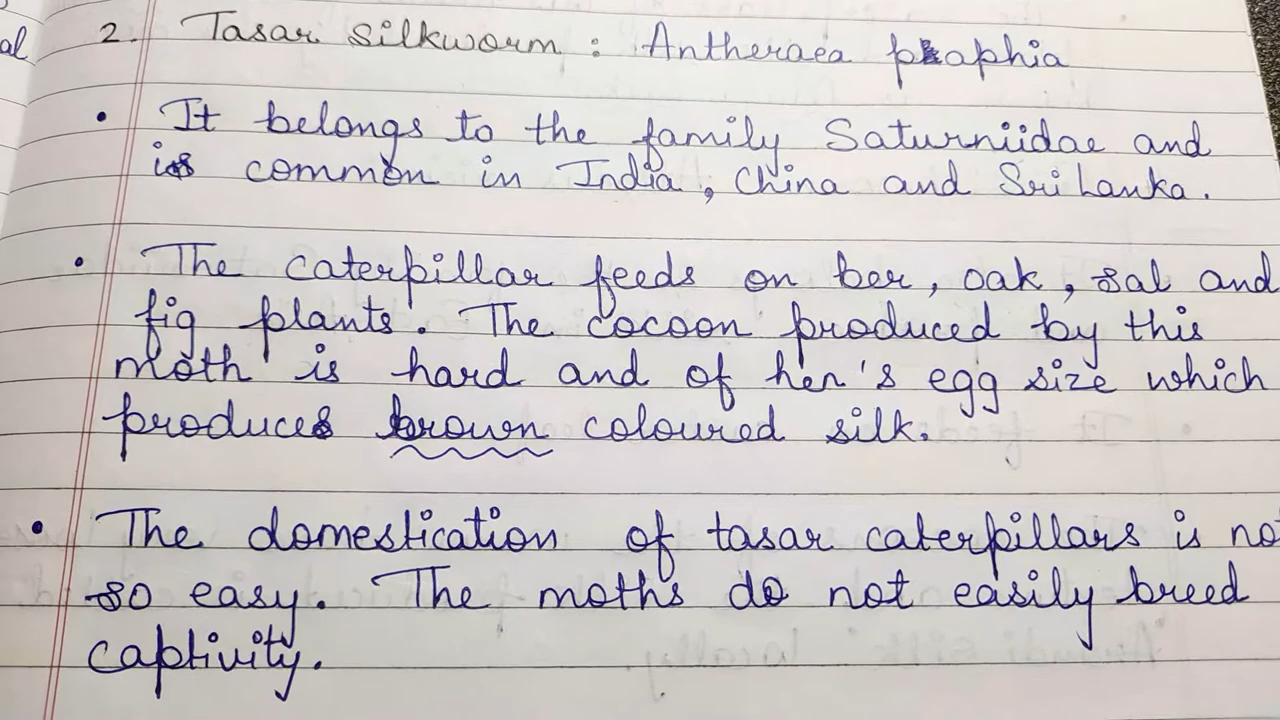 al
2. Tasar silkworm : Antheraea paphia
• It belongs to the family Saturniidae and
is common in India, China and Sri Lanka.
• The caterpillar feeds on ber, oak, sal and
fig plants. The cocoon produced by this
moth is hard and of hen's egg size which
produces brown coloured silk.
• The domestication of tasar caterpillars is no
so easy. The moths do not easily breed
captivity.